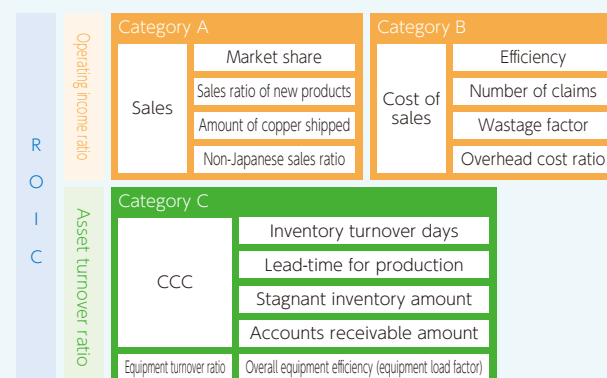 ROIC
Operating income ratio
Category A
Sales
Market share
Sales ratio of new products
Amount of copper shipped
Non-Japanese sales ratio
Category B
Cost of
sales
Efficiency
Number of claims
Wastage factor
Overhead cost ratio
Asset turnover ratio
Category C
CCC
Inventory turnover days
Lead-time for production
Stagnant inventory amount
Accounts receivable amount
Equipment turnover ratio
Overall equipment efficiency (equipment load factor)